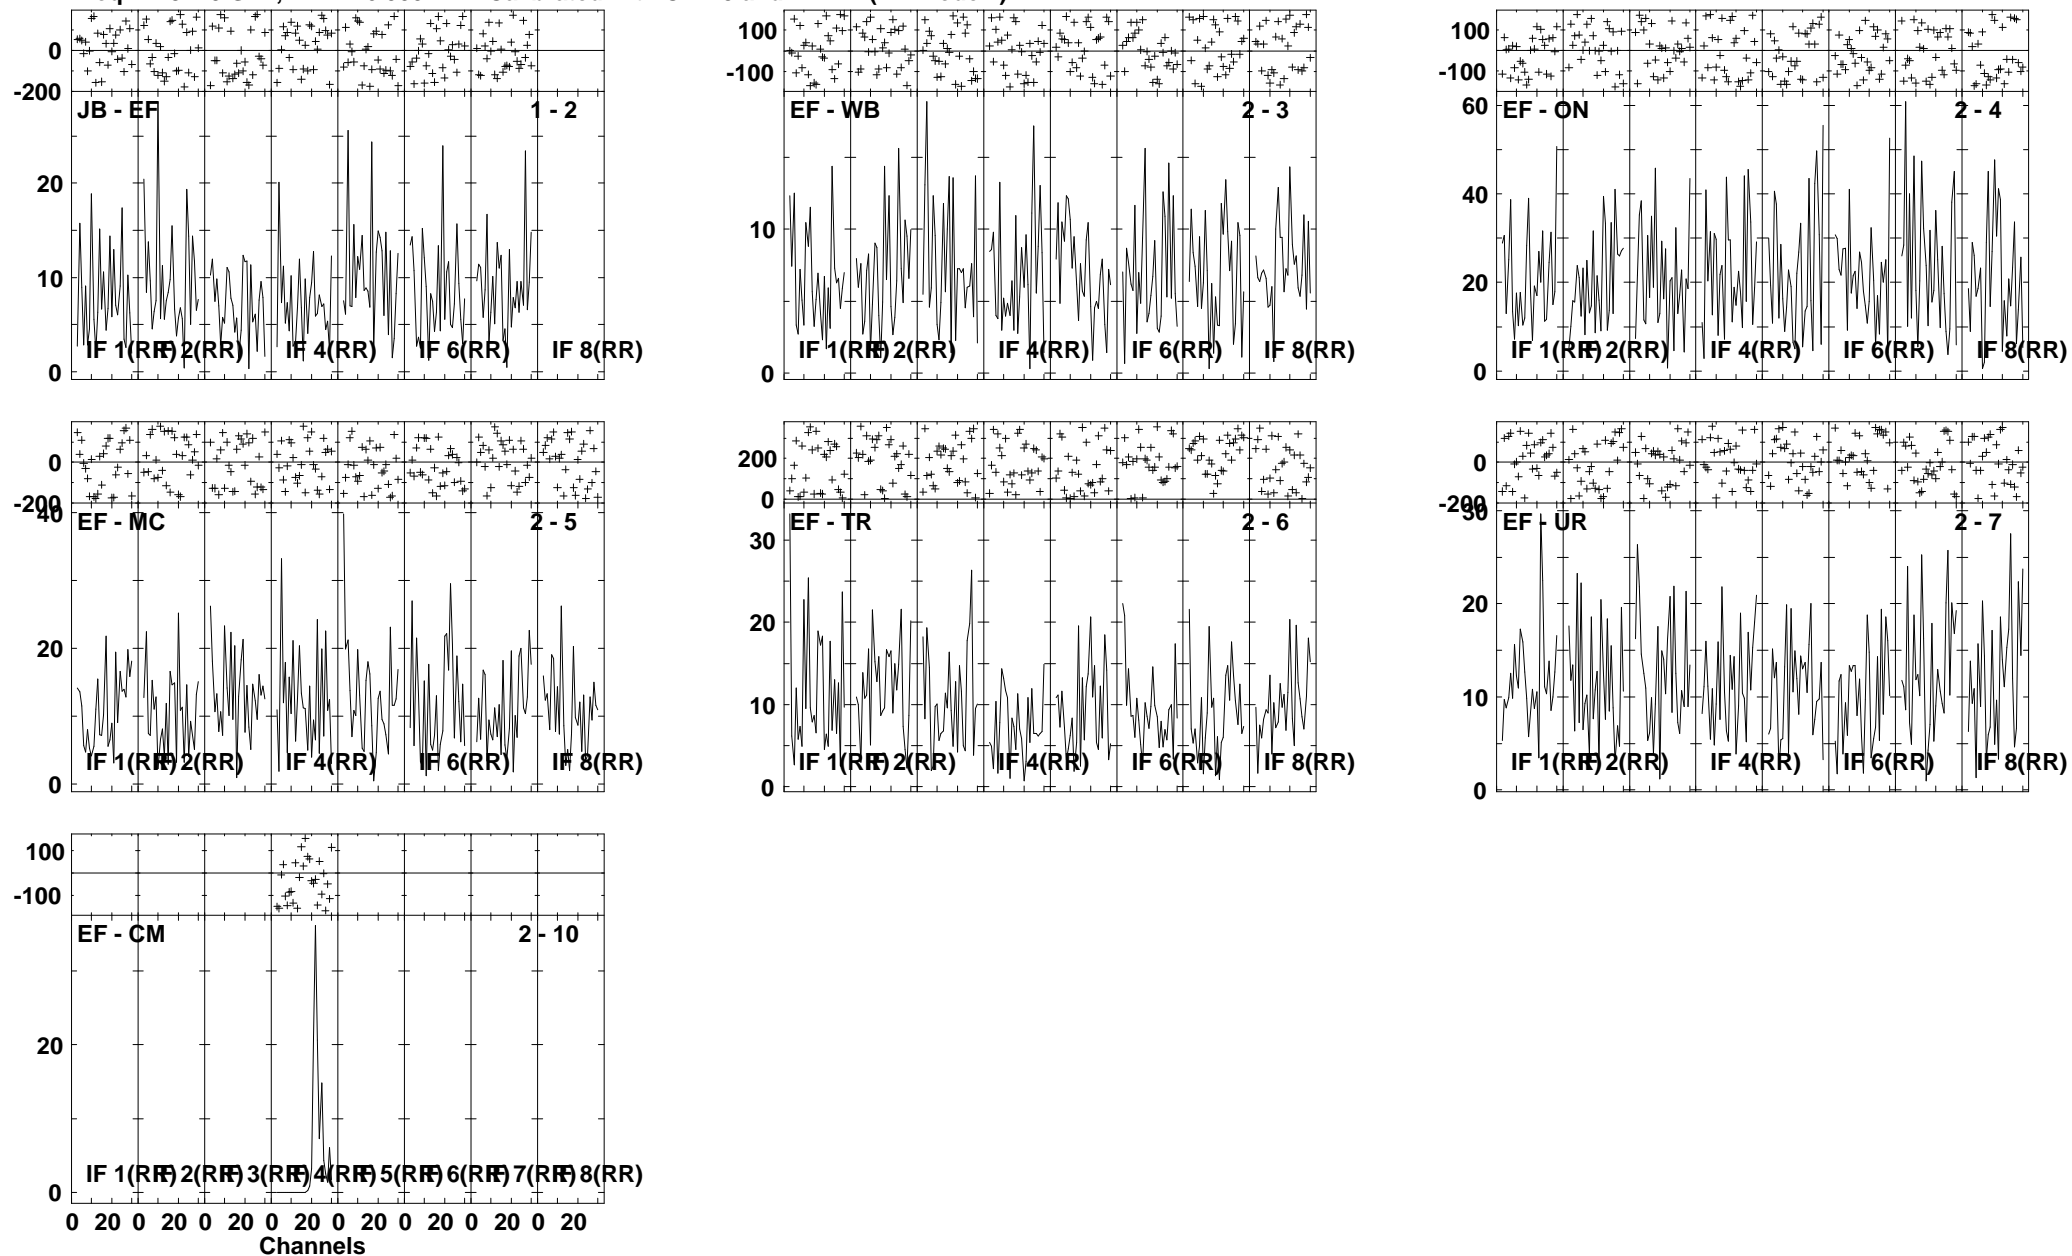 100
100
0
0
-100
-100
-200
JB - EF
1 - 2
EF - WB
2 - 3
EF - ON
2 - 4
60
20
10
0
10
0
40
20
0
IF 1(RR)
2(RR)
IF 4(RR)
IF 6(RR)
IF 8(RR)
IF 1(RR)
2(RR)
IF 4(RR)
IF 6(RR)
IF 8(RR)
IF 1(RR)
2(RR)
IF 4(RR)
IF 6(RR)
IF 8(RR)
0
-200
200
0
0
-200
EF - MC
2 - 5
EF - TR
2 - 6
EF - UR
2 - 7
40
20
0
30
20
10
0
30
20
10
0
IF 1(RR)
2(RR)
IF 4(RR)
IF 6(RR)
IF 8(RR)
IF 1(RR)
2(RR)
IF 4(RR)
IF 6(RR)
IF 8(RR)
IF 1(RR)
2(RR)
IF 4(RR)
IF 6(RR)
IF 8(RR)
100
-100
EF - CM
2 - 10
20
0
IF 1(RR)
2(RR)
3(RR)
4(RR)
5(RR)
6(RR)
7(RR)
8(RR)
0 20 0 20 0 20 0 20 0 20 0 20 0 20 0 20
Channels